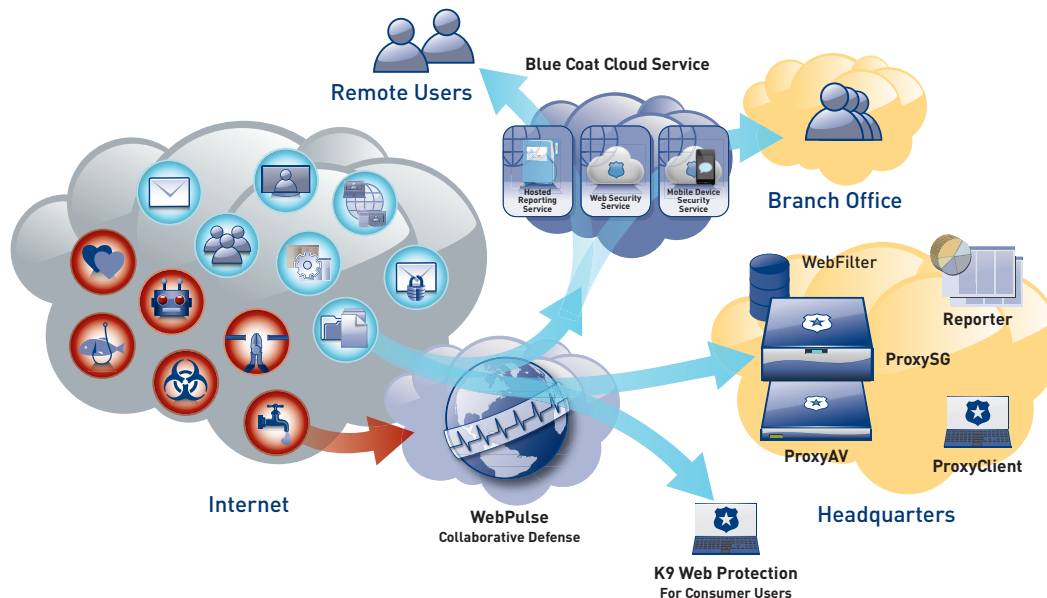 Blue Coat Cloud Service
Remote Users
Hosted
Reporting
Service
Web Security
Service
Mobile Device
Security
Service
Branch Office
WebFilter
Reporter
ProxySG
ProxyAV
ProxyClient
Headquarters
Internet
WebPulse
Collaborative Defense
K9 Web Protection
For Consumer Users